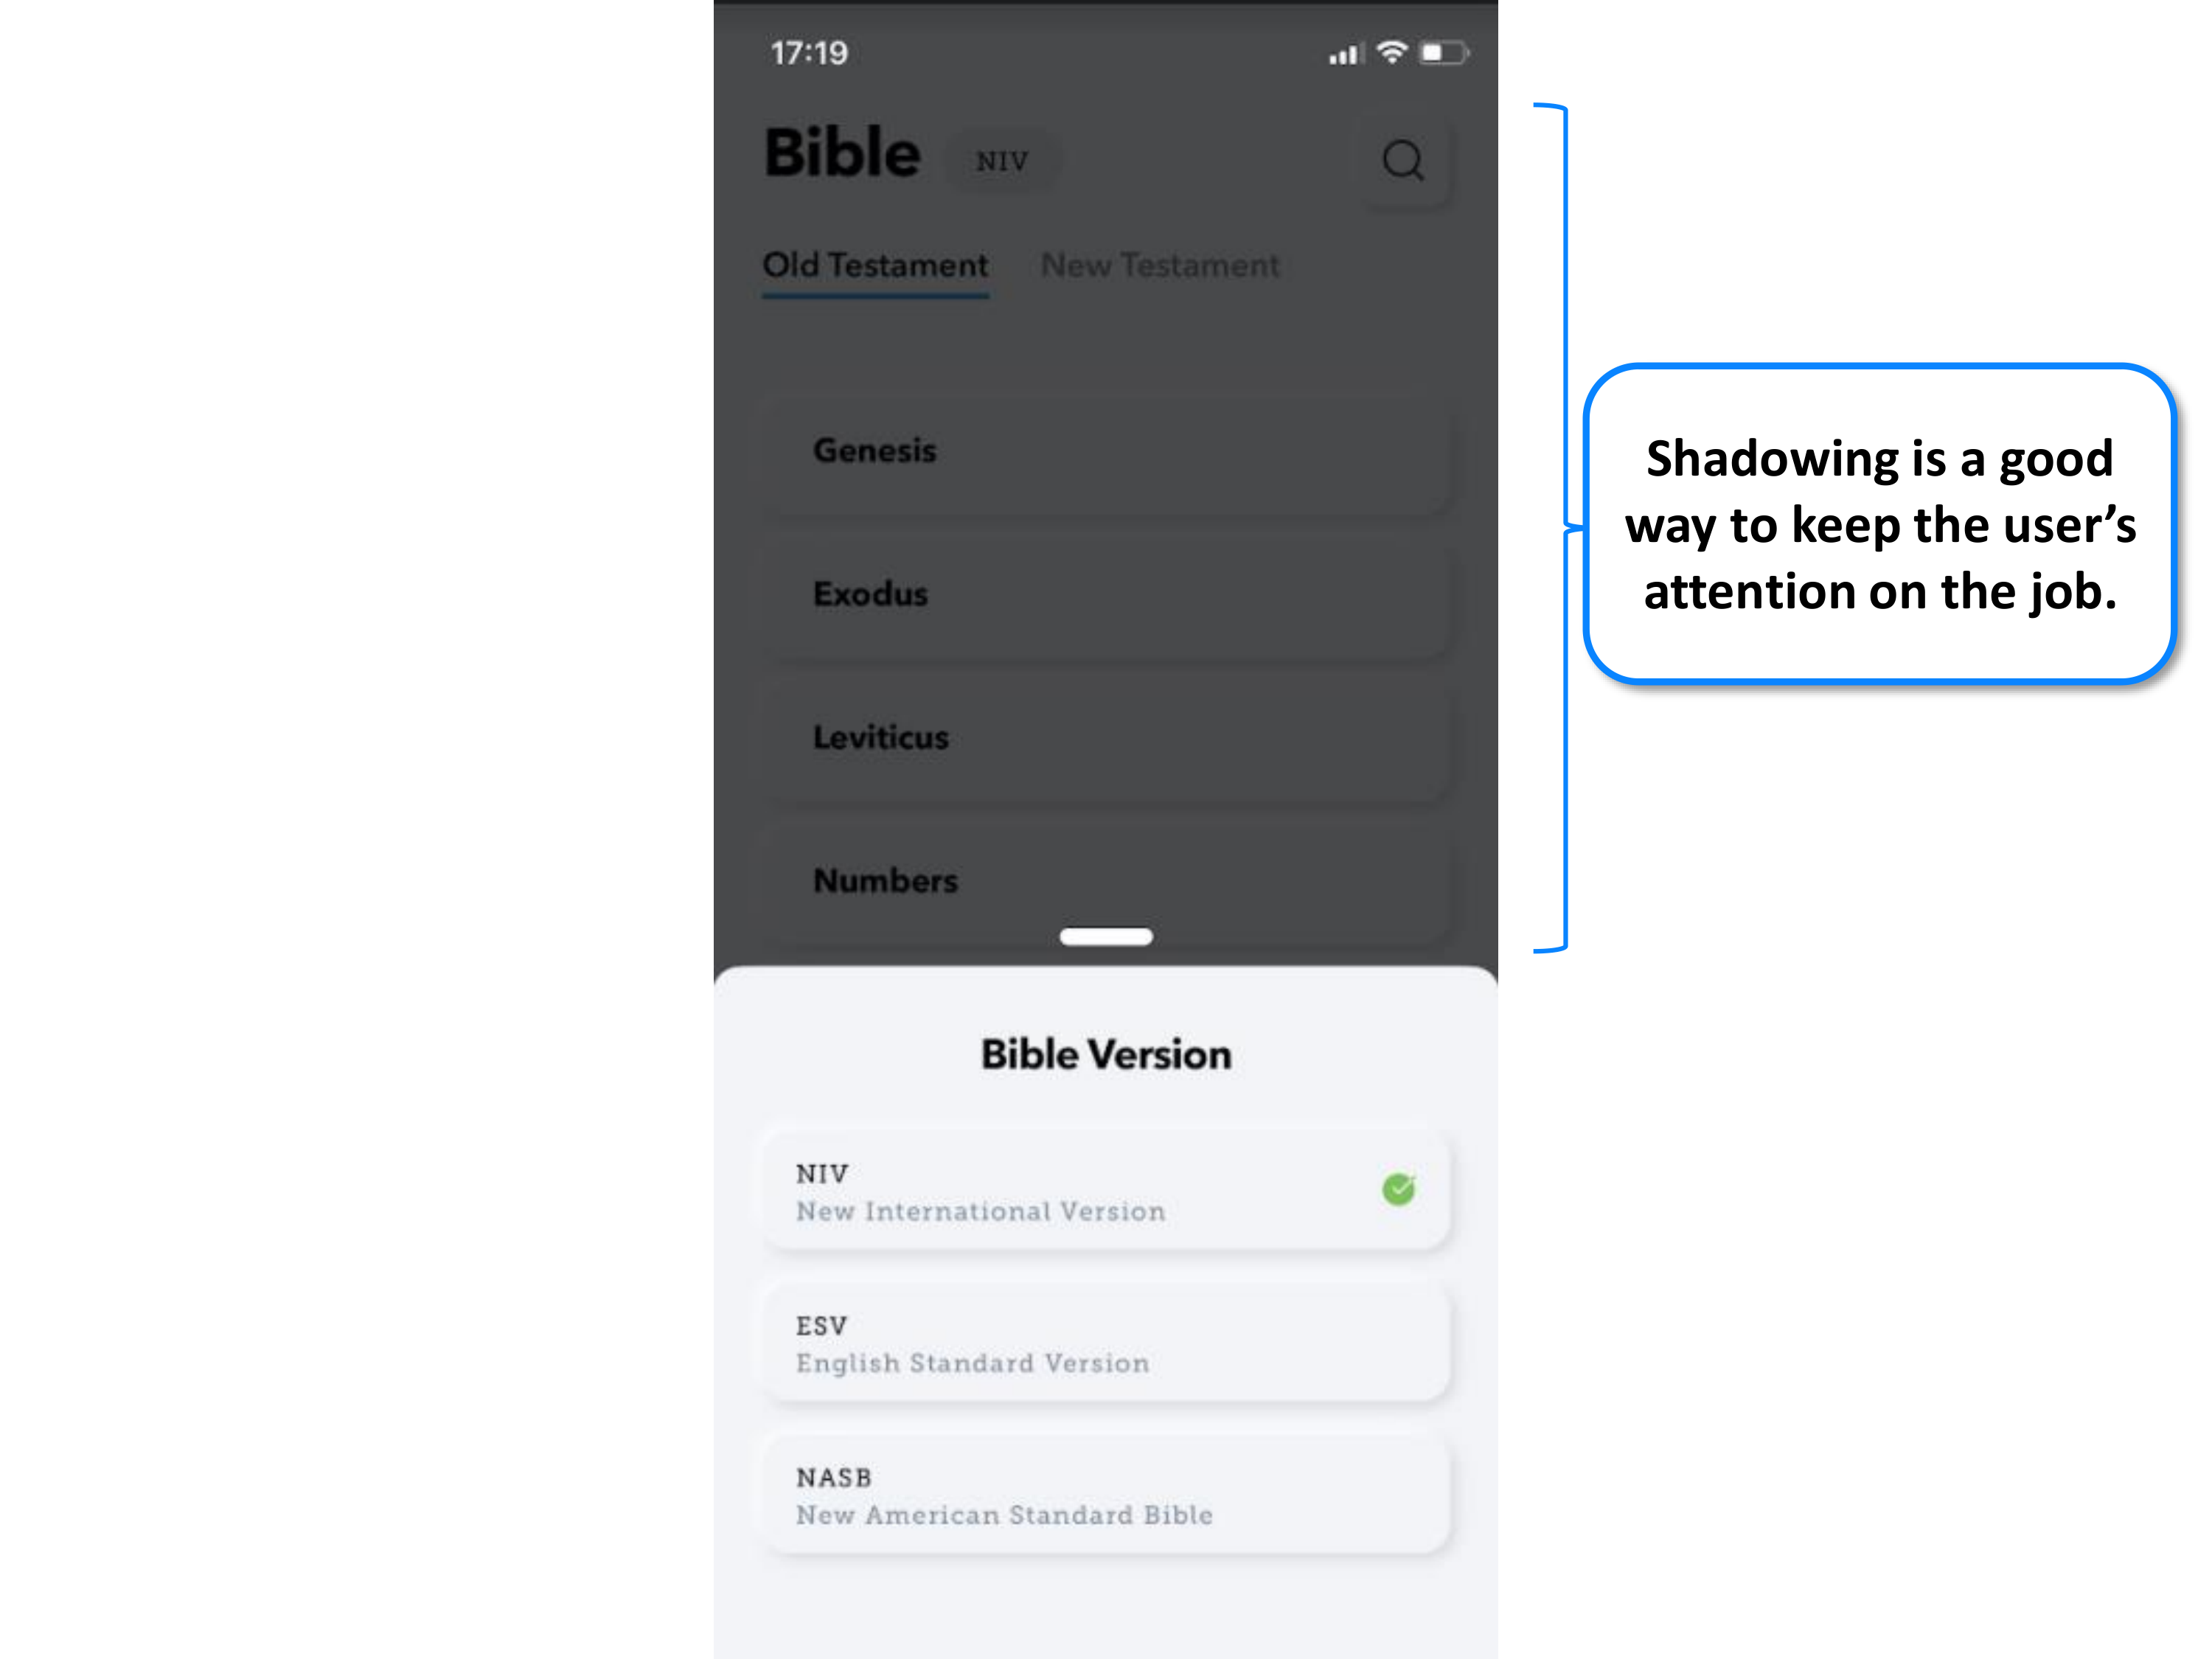 17:19
Bible NIV
Old Testament New Testament
Genesis
Exodus
Leviticus
Numbers
Shadowing is a good
way to keep the user’s
attention on the job.
Bible Version
NIV
New International Version
ESV
English Standard Version
NASB
New American Standard Bible